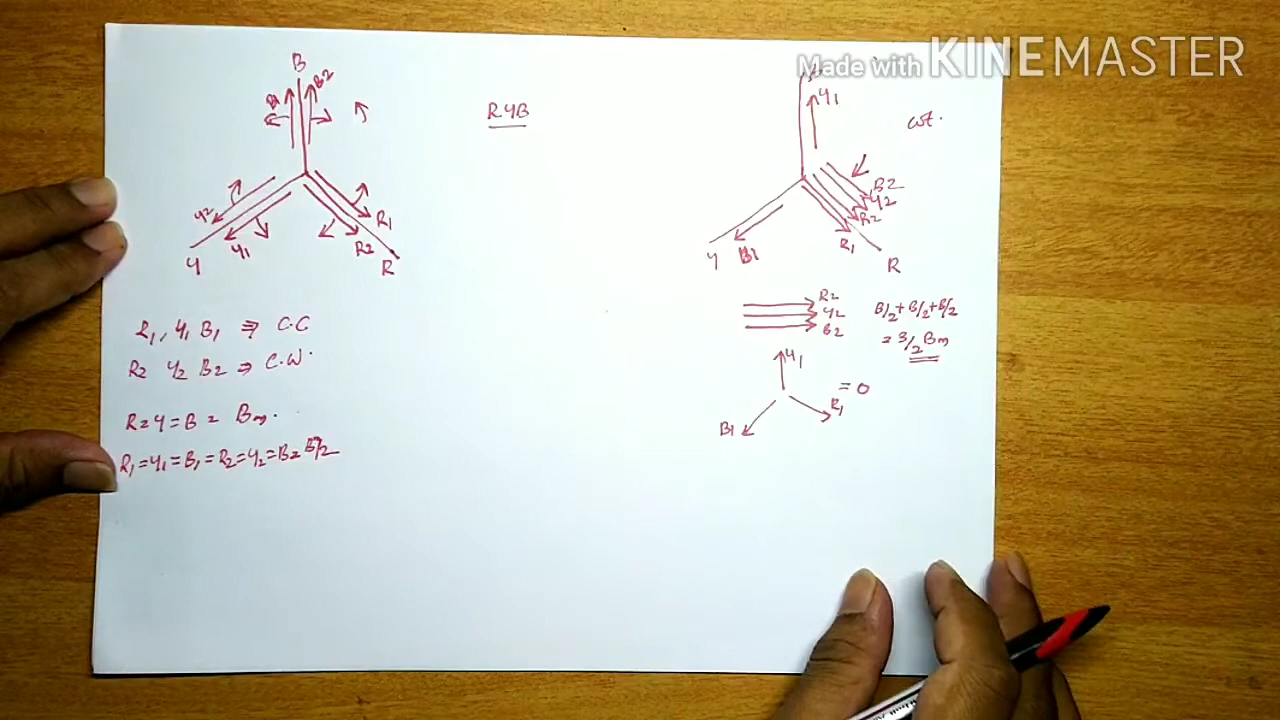 Made with KINEMASTER
B
B1 B2
RYB
Y1
ωt.
Y2
Y1
R1
R2
Y
R
B2
Y2
R2
R1
Y
B1
R
R1, Y1 B1 ⇒ C.C
R2 Y2 B2 ⇒ C.W.
R=Y=B= Bm.
R1=Y1=B1=R2=Y2=B2 B/2
R2
Y2
B2
B/2+B/2+B/2
= 3/2 Bm
Y1
= 0
R1
B1